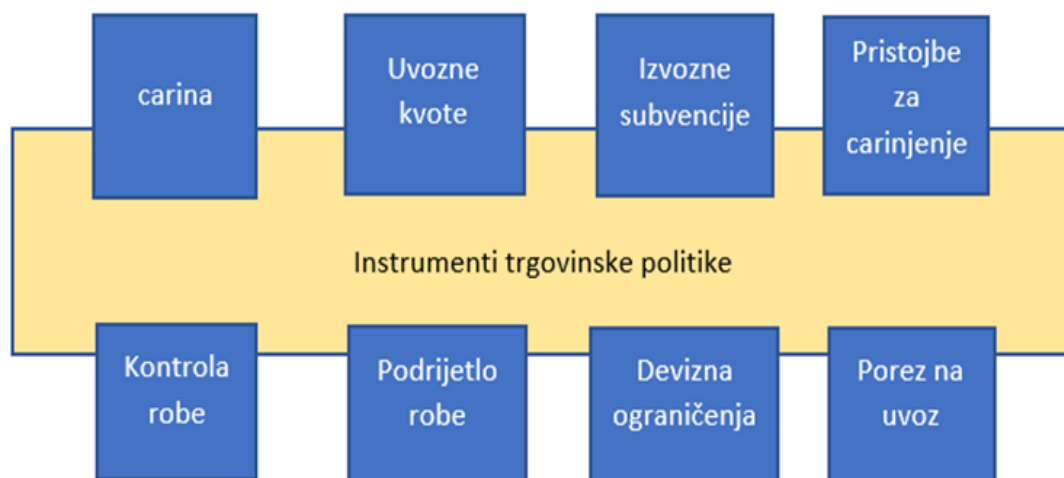 carina
Uvozne
kvote
Izvozne
subvencije
Pristojbe
za
carinjenje
Instrumenti trgovinske politike
Kontrola
robe
Podrijetlo
robe
Devizna
ograničenja
Porez na
uvoz